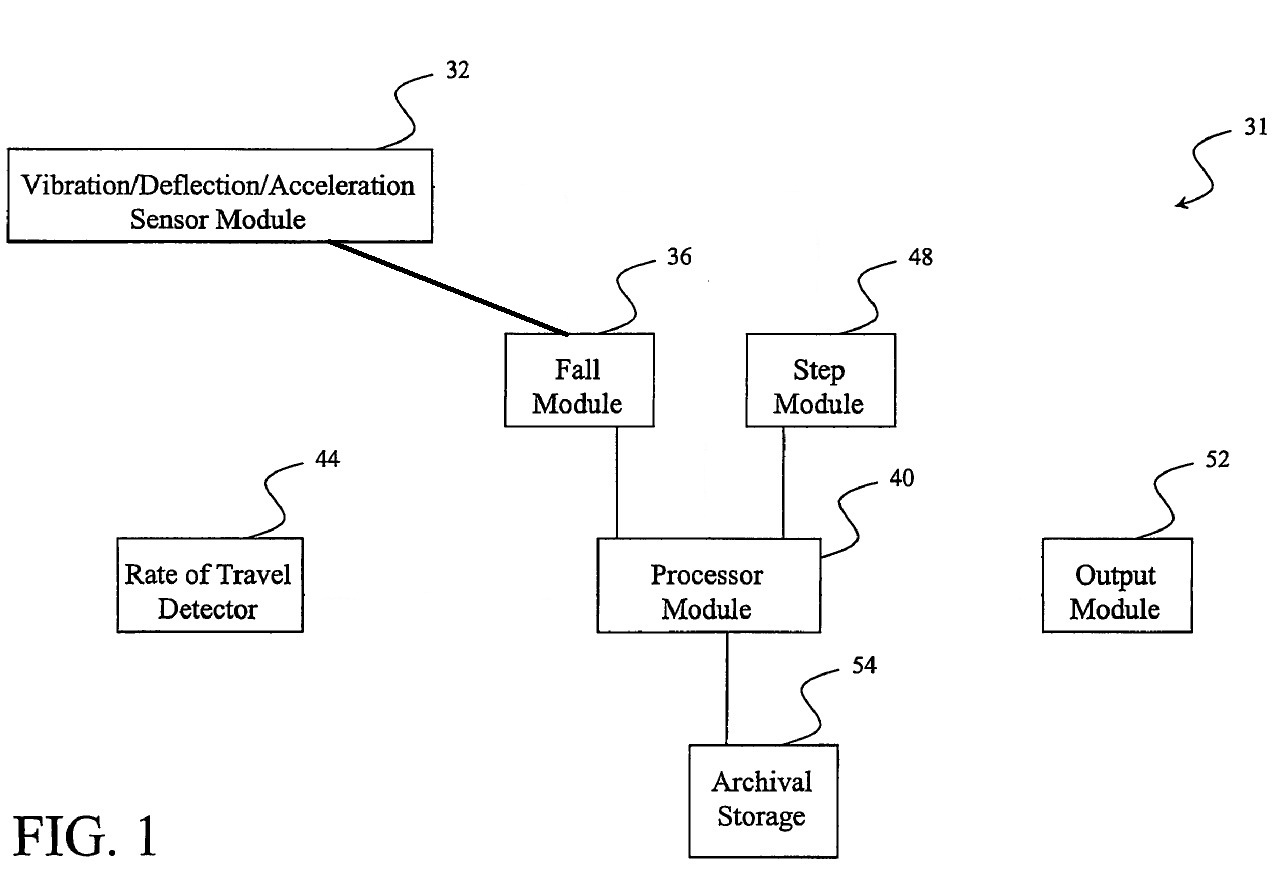 32
31
Vibration/Deflection/Acceleration
Sensor Module
36
48
Fall
Module
Step
Module
44
40
52
Rate of Travel
Detector
Processor
Module
Output
Module
54
Archival
Storage
FIG. 1